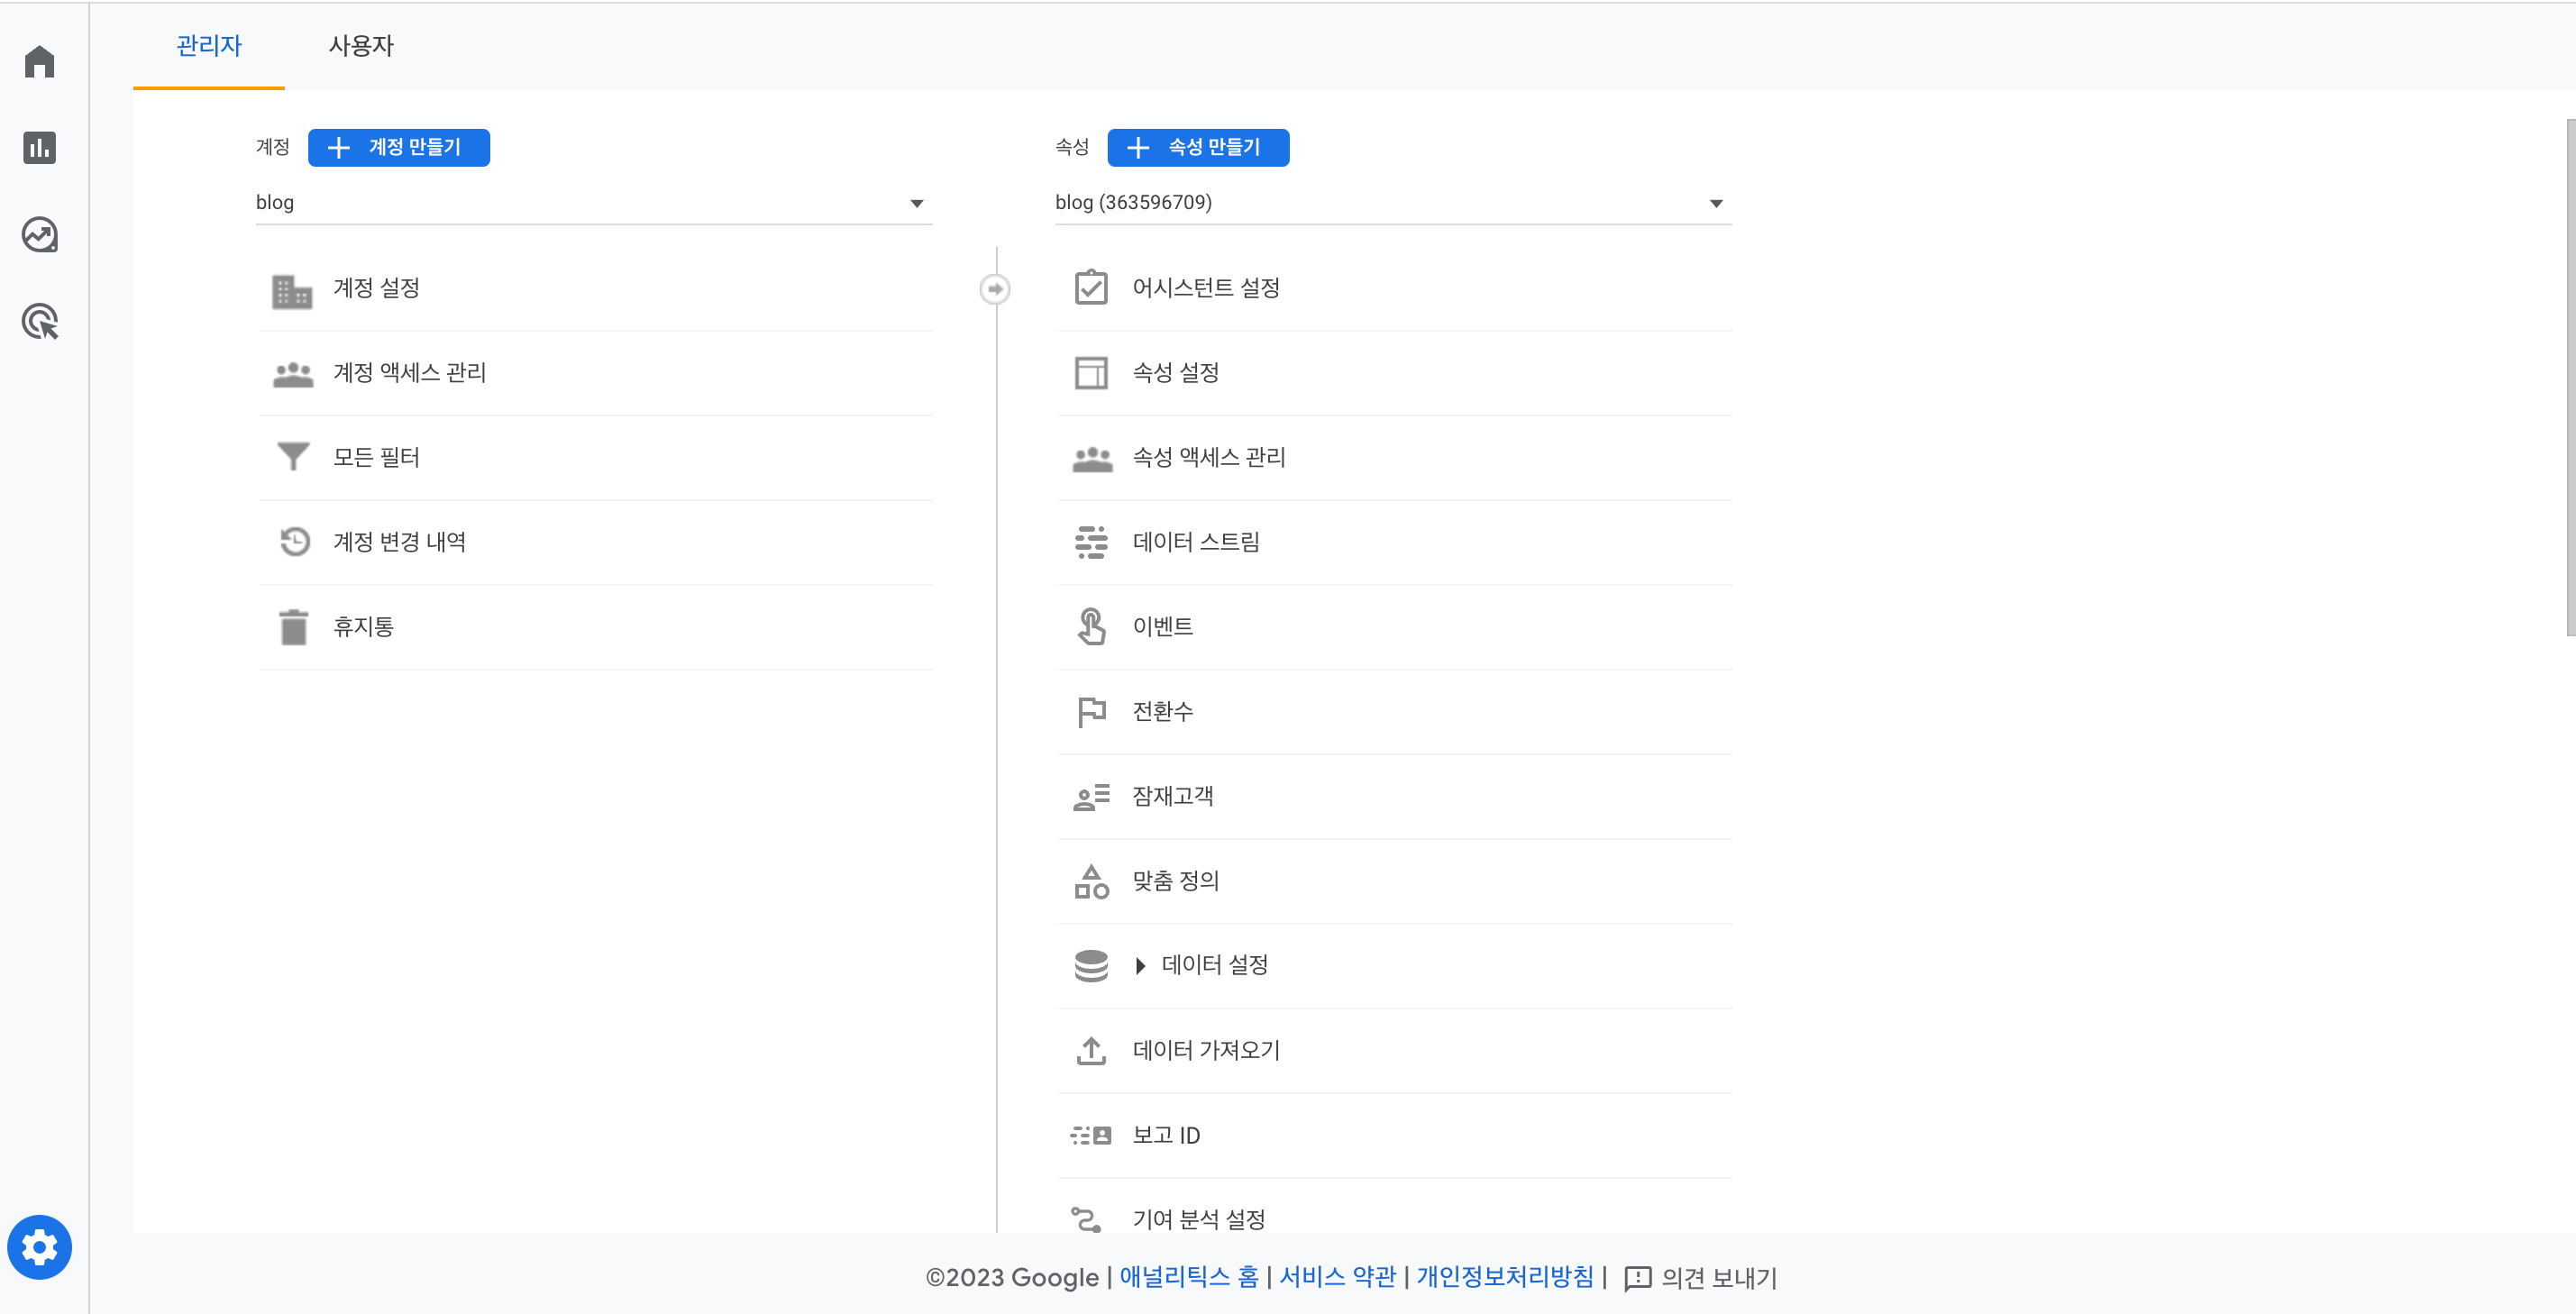 관리자 사용자
계정 계정 만들기
blog
계정 설정
계정 액세스 관리
모든 필터
계정 변경 내역
휴지통
속성 속성 만들기
blog (363596709)
어시스턴트 설정
속성 설정
속성 액세스 관리
데이터 스트림
이벤트
전환수
잠재고객
맞춤 정의
데이터 설정
데이터 가져오기
보고 ID
기여 분석 설정
©2023 Google | 애널리틱스 홈 | 서비스 약관 | 개인정보처리방침 | 의견 보내기